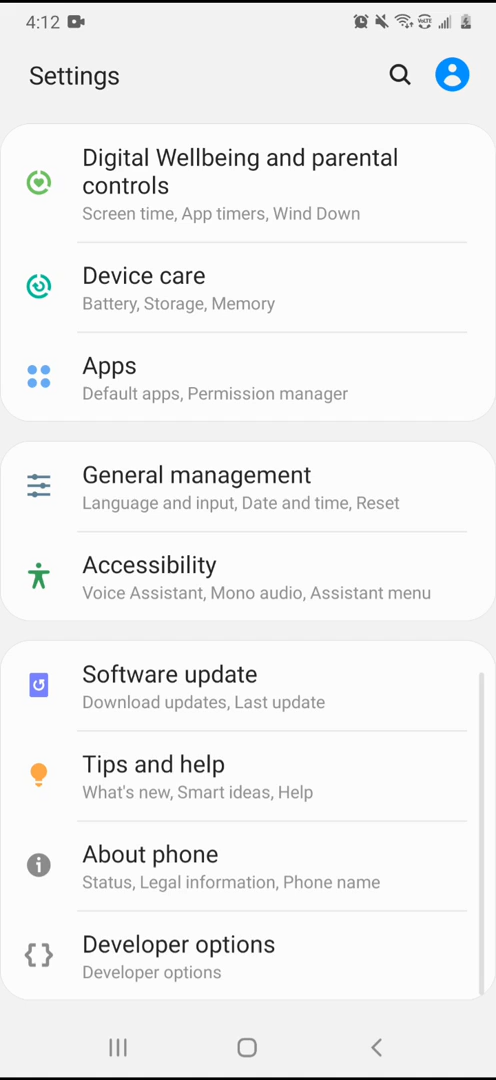 4:12
Settings
Digital Wellbeing and parental
controls
Screen time, App timers, Wind Down
Device care
Battery, Storage, Memory
Apps
Default apps, Permission manager
General management
Language and input, Date and time, Reset
Accessibility
Voice Assistant, Mono audio, Assistant menu
Software update
Download updates, Last update
Tips and help
What's new, Smart ideas, Help
About phone
Status, Legal information, Phone name
Developer options
Developer options